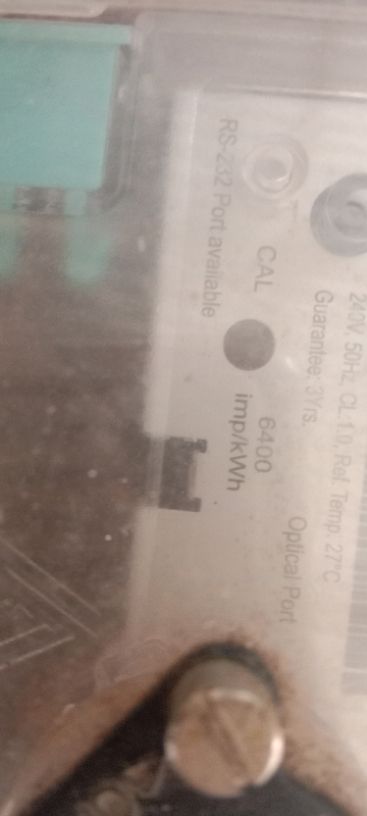 240V, 50Hz, CL:1.0, Ref. Temp. 27°C
Guarantee: 3Yrs.
Optical Port
CAL
6400
imp/kWh
RS-232 Port available